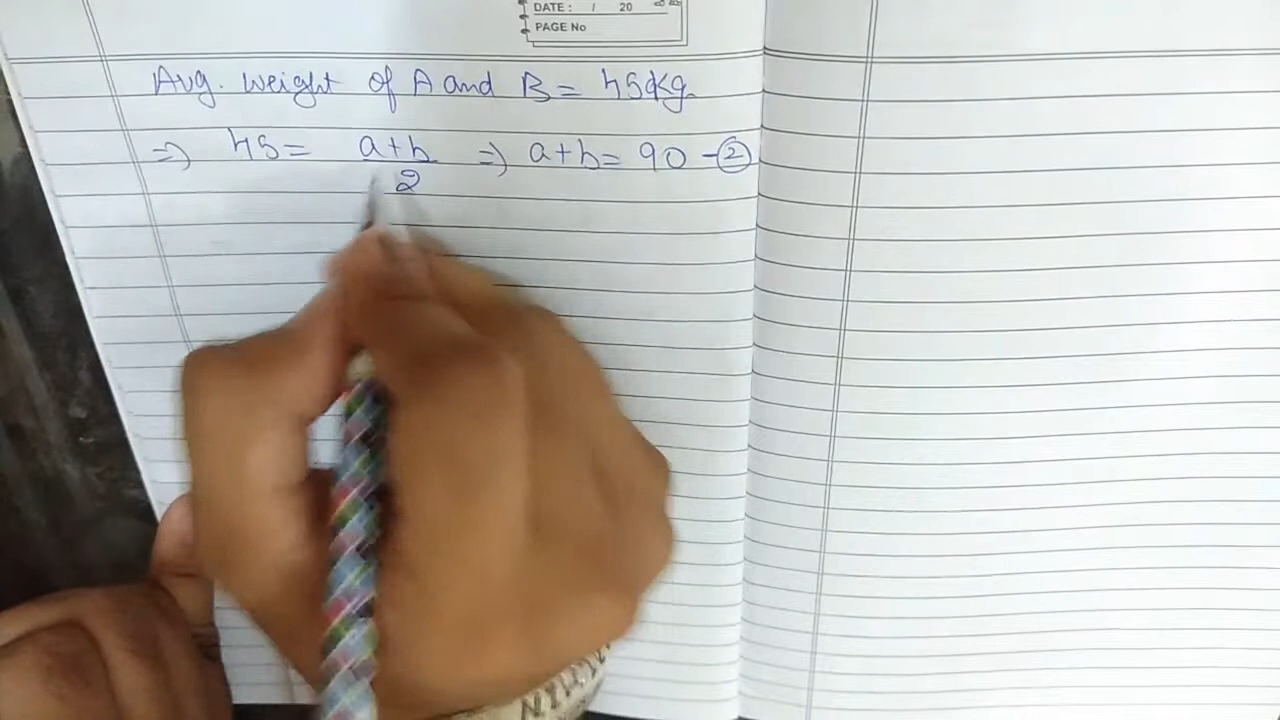 DATE : / 20
PAGE No
Avg. weight of A and B = 45kg.
⇒ 45 = a+b / 2 ⇒ a+b = 90 - ②